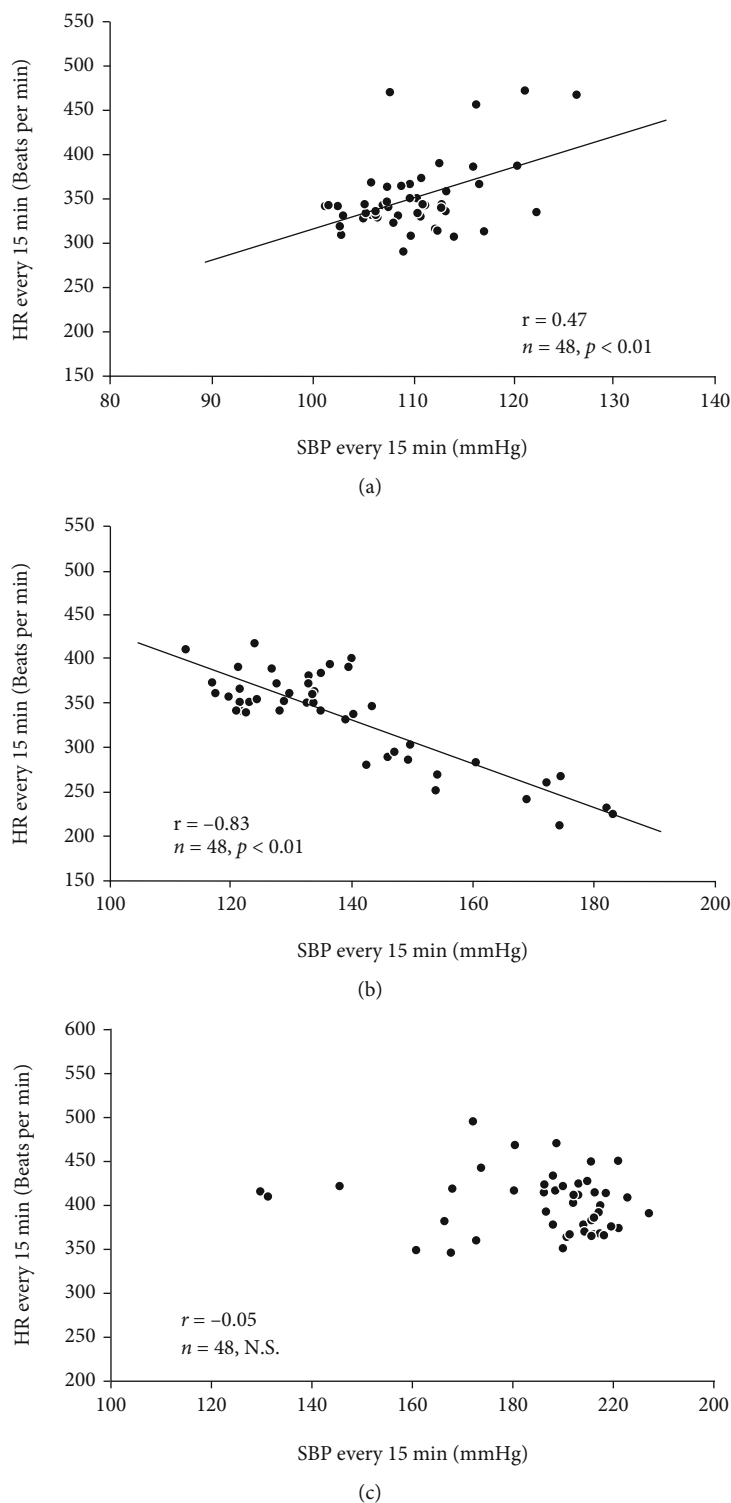 550
500
450
400
350
300
250
200
150
HR every 15 min (Beats per min)
r = 0.47
n = 48, p < 0.01
80 90 100 110 120 130 140
SBP every 15 min (mmHg)
(a)
550
500
450
400
350
300
250
200
150
HR every 15 min (Beats per min)
r = –0.83
n = 48, p < 0.01
100 120 140 160 180 200
SBP every 15 min (mmHg)
(b)
600
550
500
450
400
350
300
250
200
HR every 15 min (Beats per min)
r = –0.05
n = 48, N.S.
100 120 140 160 180 220 200
SBP every 15 min (mmHg)
(c)